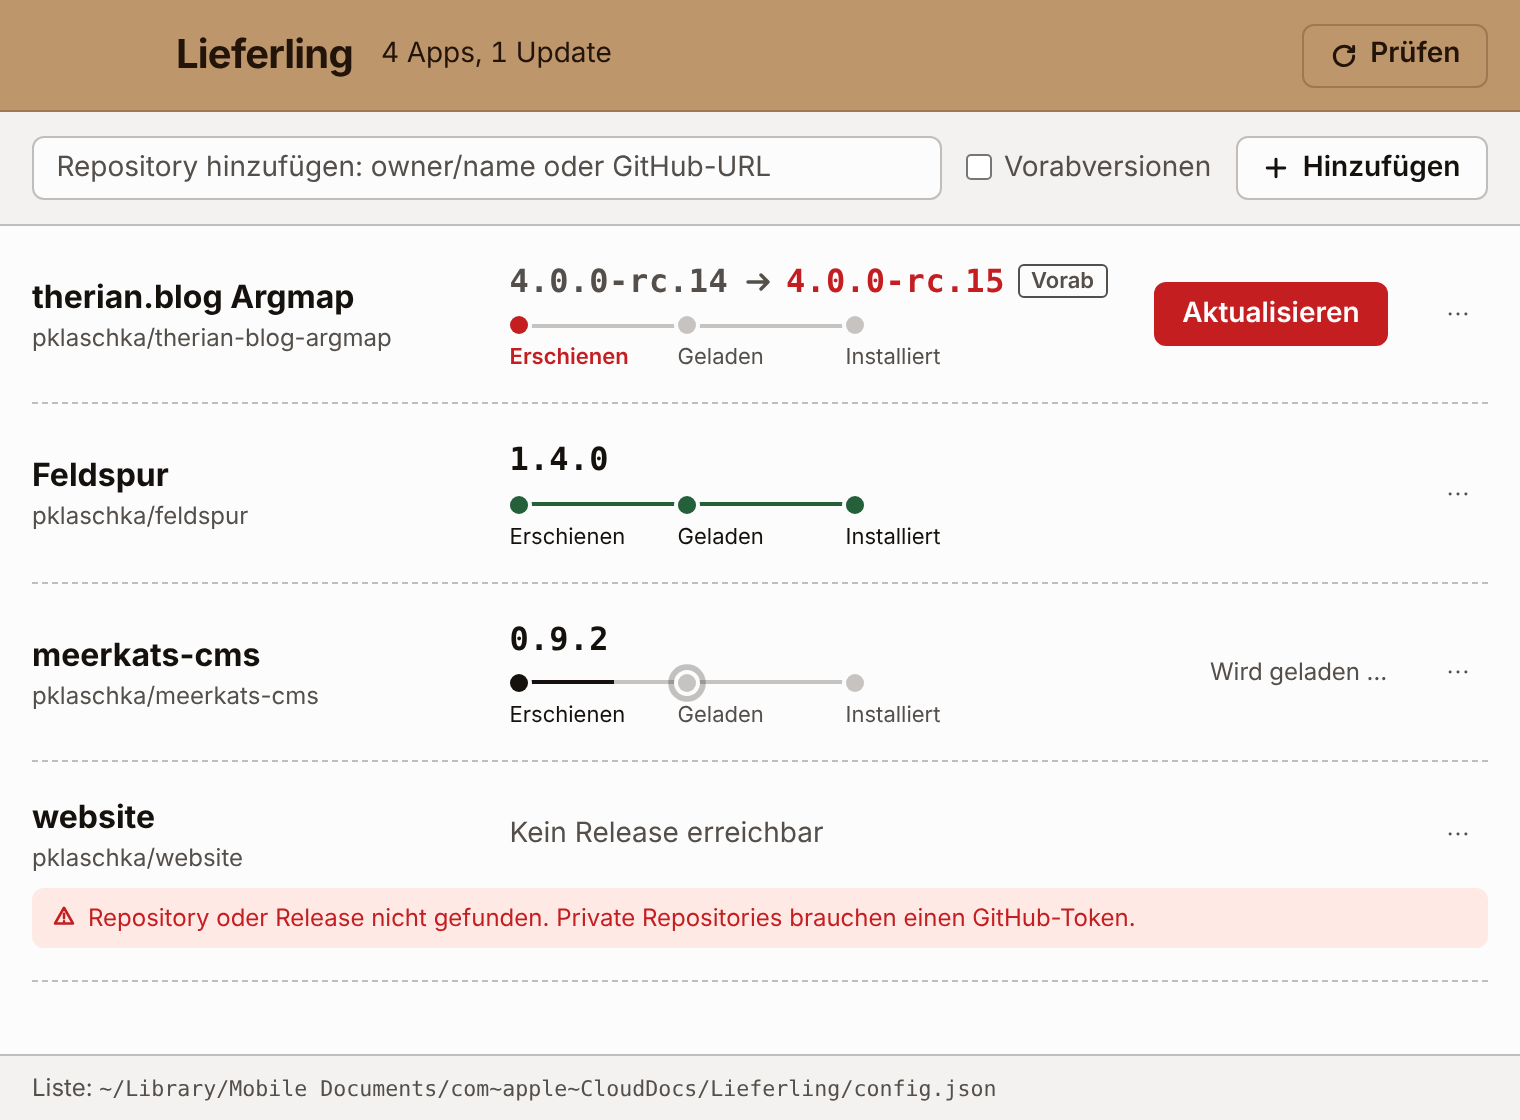 Lieferling 4 Apps, 1 Update Prüfen
Repository hinzufügen: owner/name oder GitHub-URL Vorabversionen + Hinzufügen
therian.blog Argmap
pklaschka/therian-blog-argmap
4.0.0-rc.14 → 4.0.0-rc.15 Vorab
Erschienen Geladen Installiert
Aktualisieren ...
Feldspur
pklaschka/feldspur
1.4.0
Erschienen Geladen Installiert
...
meerkats-cms
pklaschka/meerkats-cms
0.9.2
Erschienen Geladen Installiert
Wird geladen ... ...
website
pklaschka/website
Kein Release erreichbar ...
Repository oder Release nicht gefunden. Private Repositories brauchen einen GitHub-Token.
Liste: ~/Library/Mobile Documents/com~apple~CloudDocs/Lieferling/config.json